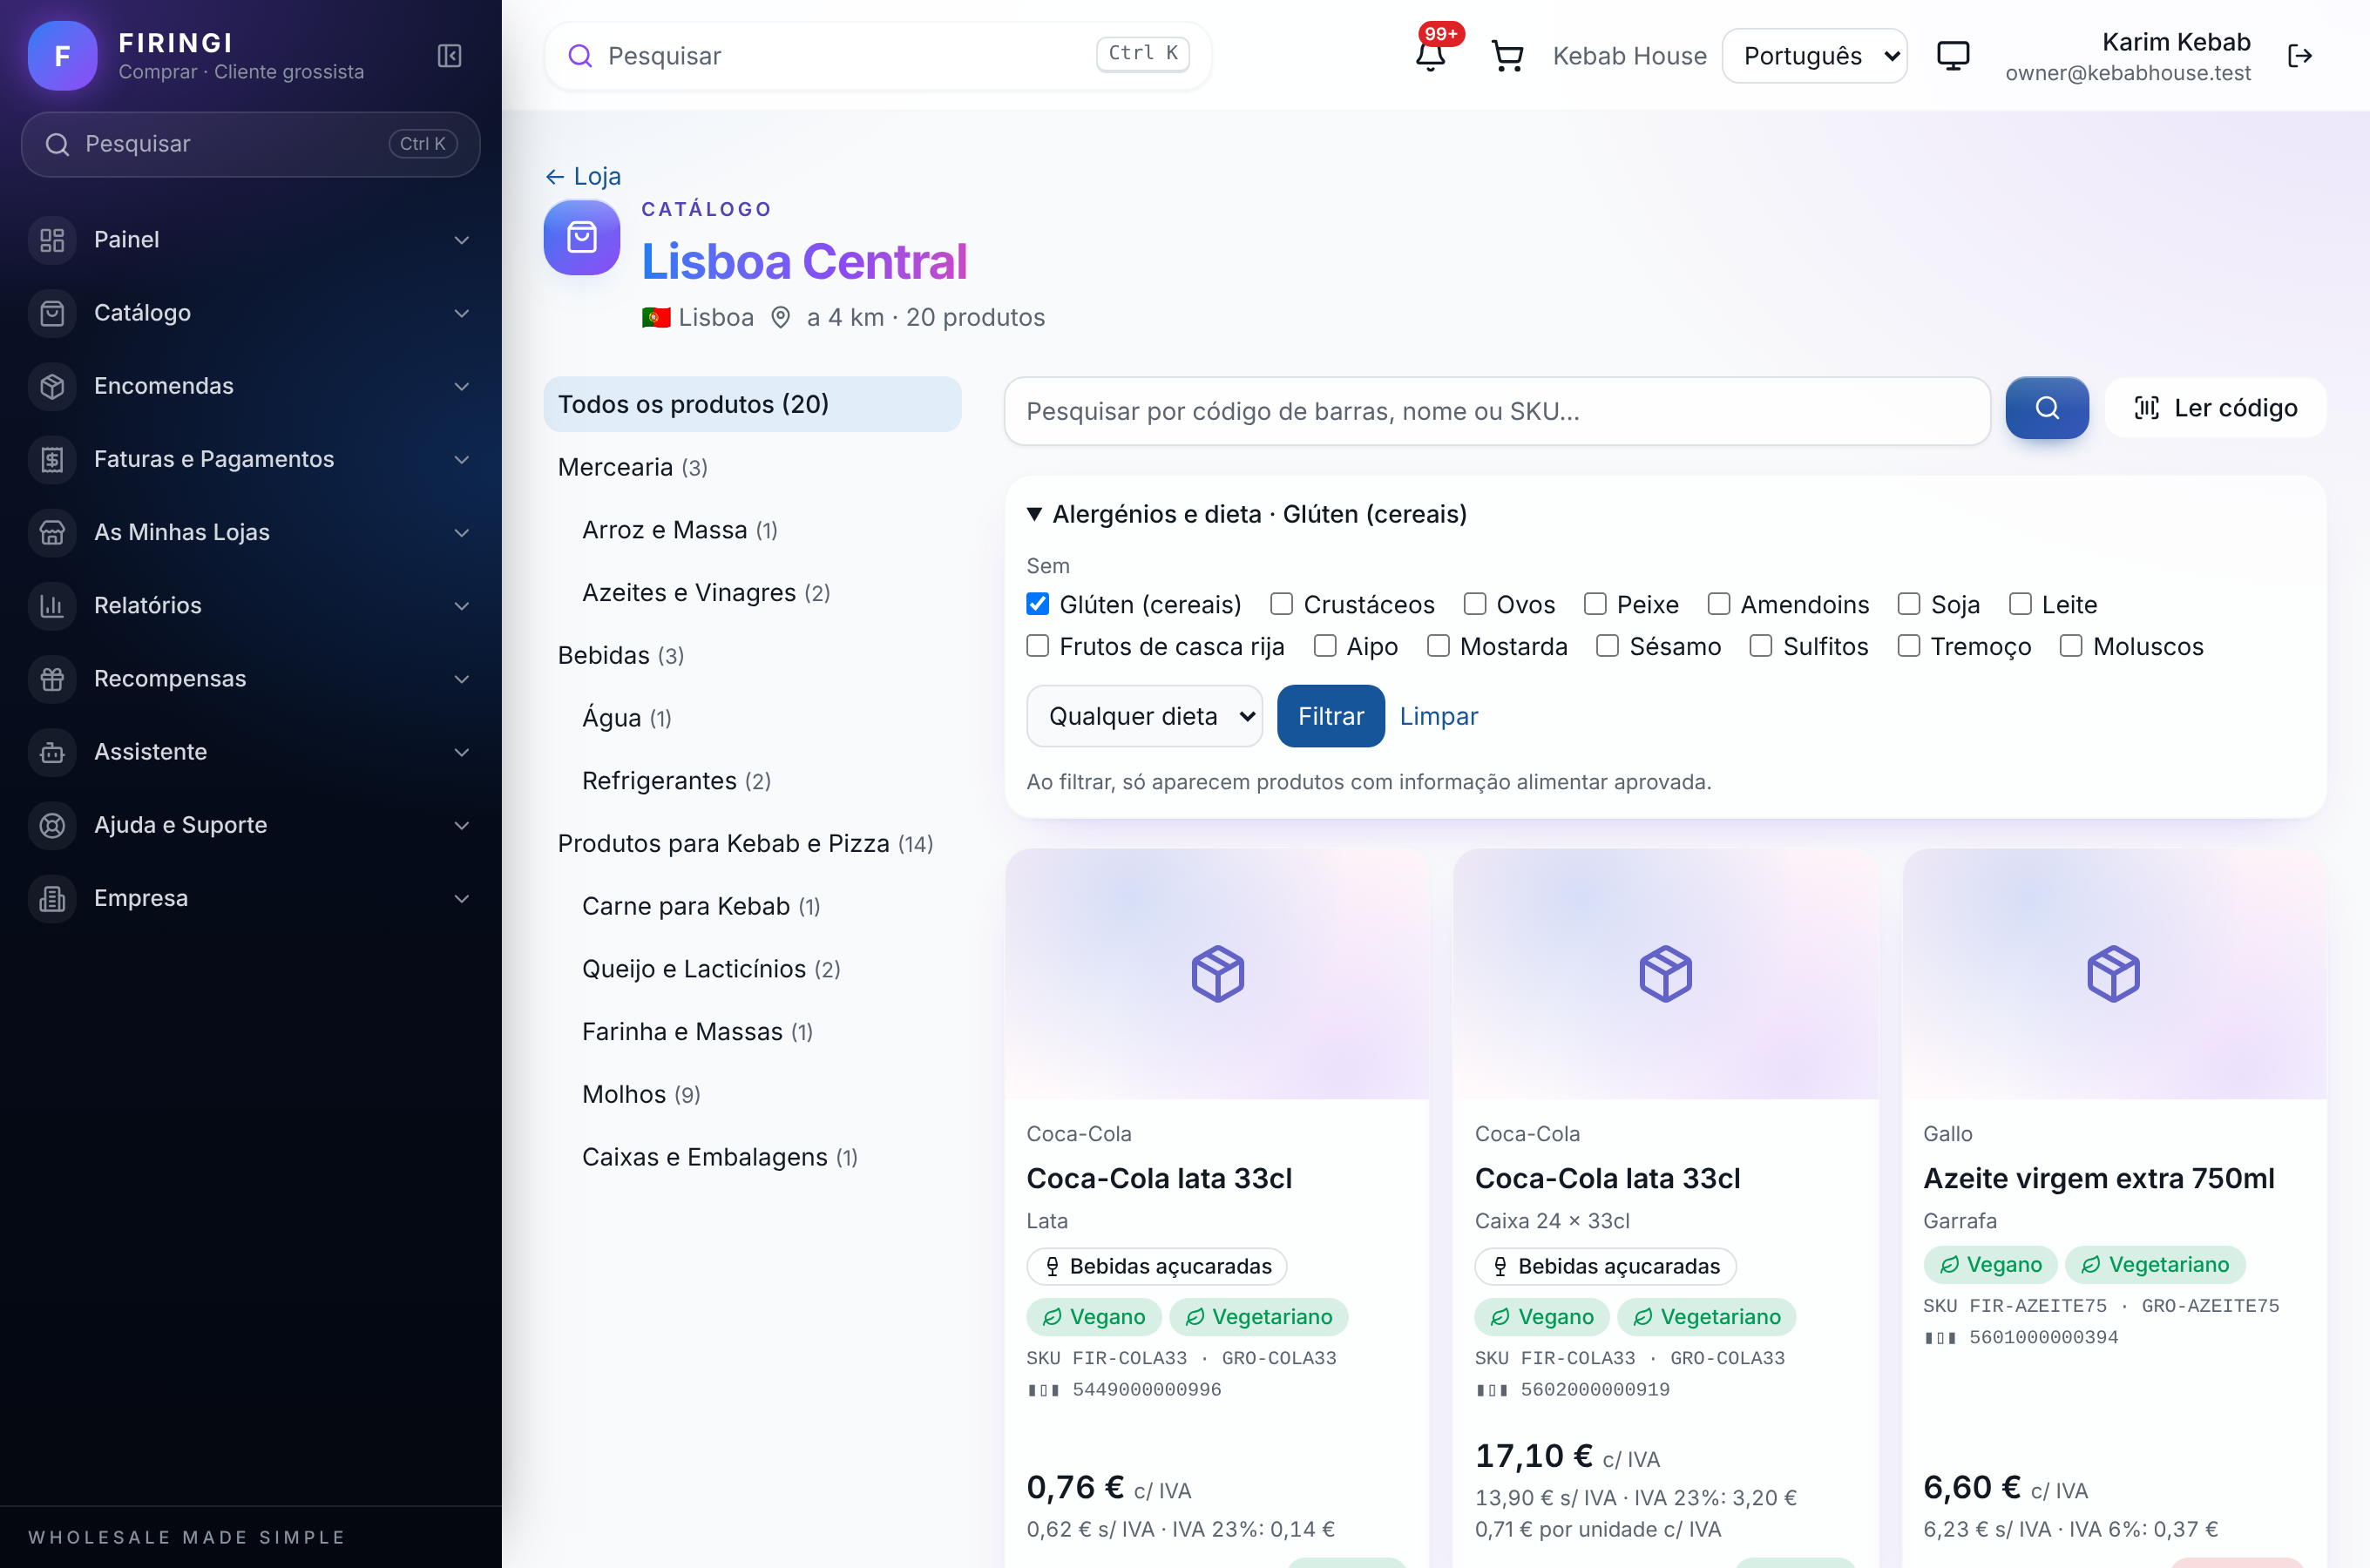 F
FIRINGI
Comprar · Cliente grossista
Pesquisar
Ctrl K
Painel
Catálogo
Encomendas
Faturas e Pagamentos
As Minhas Lojas
Relatórios
Recompensas
Assistente
Ajuda e Suporte
Empresa
WHOLESALE MADE SIMPLE
Pesquisar
Ctrl K
99+
Kebab House
Português
Karim Kebab
owner@kebabhouse.test
← Loja
CATÁLOGO
Lisboa Central
Lisboa
a 4 km · 20 produtos
Todos os produtos (20)
Mercearia (3)
Arroz e Massa (1)
Azeites e Vinagres (2)
Bebidas (3)
Água (1)
Refrigerantes (2)
Produtos para Kebab e Pizza (14)
Carne para Kebab (1)
Queijo e Lacticínios (2)
Farinha e Massas (1)
Molhos (9)
Caixas e Embalagens (1)
Pesquisar por código de barras, nome ou SKU...
Ler código
Alergénios e dieta · Glúten (cereais)
Sem
Glúten (cereais) Crustáceos Ovos Peixe Amendoins Soja Leite
Frutos de casca rija Aipo Mostarda Sésamo Sulfitos Tremoço Moluscos
Qualquer dieta
Filtrar
Limpar
Ao filtrar, só aparecem produtos com informação alimentar aprovada.
Coca-Cola
Coca-Cola lata 33cl
Lata
Bebidas açucaradas
Vegano
Vegetariano
SKU FIR-COLA33 · GRO-COLA33
5449000000996
0,76 € c/ IVA
0,62 € s/ IVA · IVA 23%: 0,14 €
Coca-Cola
Coca-Cola lata 33cl
Caixa 24 × 33cl
Bebidas açucaradas
Vegano
Vegetariano
SKU FIR-COLA33 · GRO-COLA33
5602000000919
17,10 € c/ IVA
13,90 € s/ IVA · IVA 23%: 3,20 €
0,71 € por unidade c/ IVA
Gallo
Azeite virgem extra 750ml
Garrafa
Vegano
Vegetariano
SKU FIR-AZEITE75 · GRO-AZEITE75
5601000000394
6,60 € c/ IVA
6,23 € s/ IVA · IVA 6%: 0,37 €